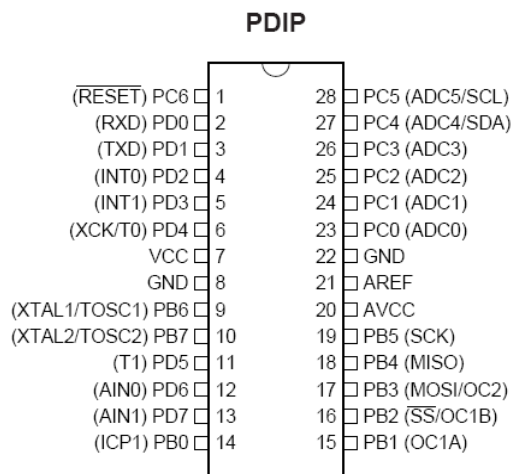 PDIP
(RESET) PC6 1 28 PC5 (ADC5/SCL)
(RXD) PD0 2 27 PC4 (ADC4/SDA)
(TXD) PD1 3 26 PC3 (ADC3)
(INT0) PD2 4 25 PC2 (ADC2)
(INT1) PD3 5 24 PC1 (ADC1)
(XCK/T0) PD4 6 23 PC0 (ADC0)
VCC 7 22 GND
GND 8 21 AREF
(XTAL1/TOSC1) PB6 9 20 AVCC
(XTAL2/TOSC2) PB7 10 19 PB5 (SCK)
(T1) PD5 11 18 PB4 (MISO)
(AIN0) PD6 12 17 PB3 (MOSI/OC2)
(AIN1) PD7 13 16 PB2 (SS/OC1B)
(ICP1) PB0 14 15 PB1 (OC1A)